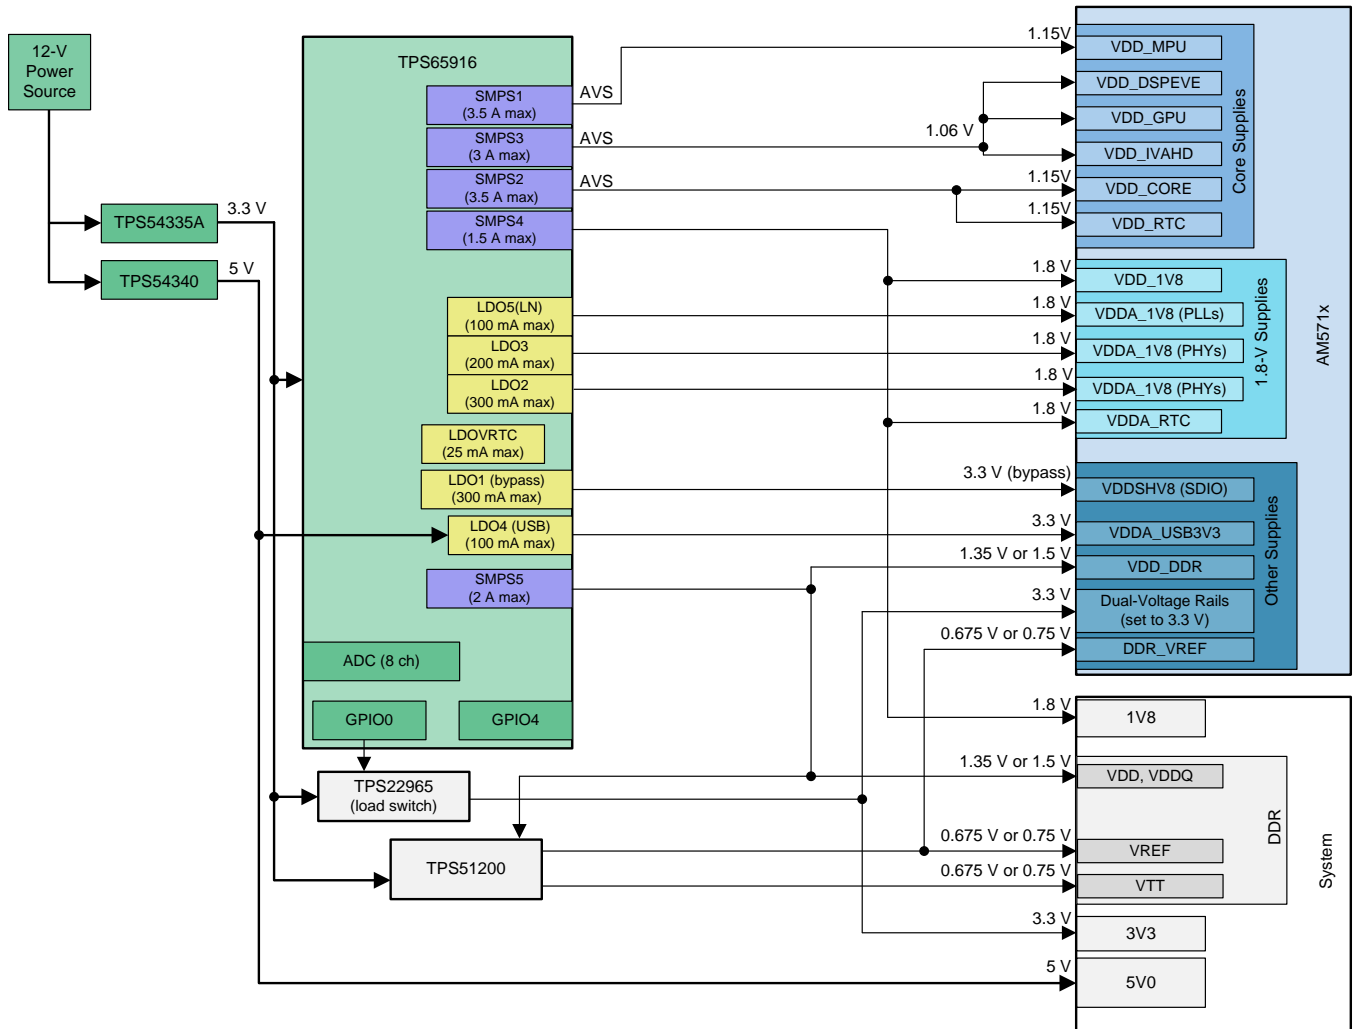 12-V
Power
Source
TPS54335A
3.3 V
TPS54340
5 V
TPS65916
SMPS1
(3.5 A max)
AVS
SMPS3
(3 A max)
AVS
SMPS2
(3.5 A max)
AVS
SMPS4
(1.5 A max)
LDO5(LN)
(100 mA max)
LDO3
(200 mA max)
LDO2
(300 mA max)
LDOVRTC
(25 mA max)
LDO1 (bypass)
(300 mA max)
LDO4 (USB)
(100 mA max)
SMPS5
(2 A max)
ADC (8 ch)
GPIO0
GPIO4
TPS22965
(load switch)
TPS51200
1.15V
VDD_MPU
VDD_DSPEVE
1.06 V
VDD_GPU
VDD_IVAHD
1.15V
VDD_CORE
1.15V
VDD_RTC
Core Supplies
1.8 V
VDD_1V8
1.8 V
VDDA_1V8 (PLLs)
1.8 V
VDDA_1V8 (PHYs)
1.8 V
VDDA_1V8 (PHYs)
1.8 V
VDDA_RTC
1.8-V Supplies
AM571x
3.3 V (bypass)
VDDSHV8 (SDIO)
3.3 V
VDDA_USB3V3
1.35 V or 1.5 V
VDD_DDR
3.3 V
Dual-Voltage Rails
(set to 3.3 V)
0.675 V or 0.75 V
DDR_VREF
Other Supplies
1.8 V
1V8
1.35 V or 1.5 V
VDD, VDDQ
0.675 V or 0.75 V
VREF
0.675 V or 0.75 V
VTT
DDR
3.3 V
3V3
5 V
5V0
System